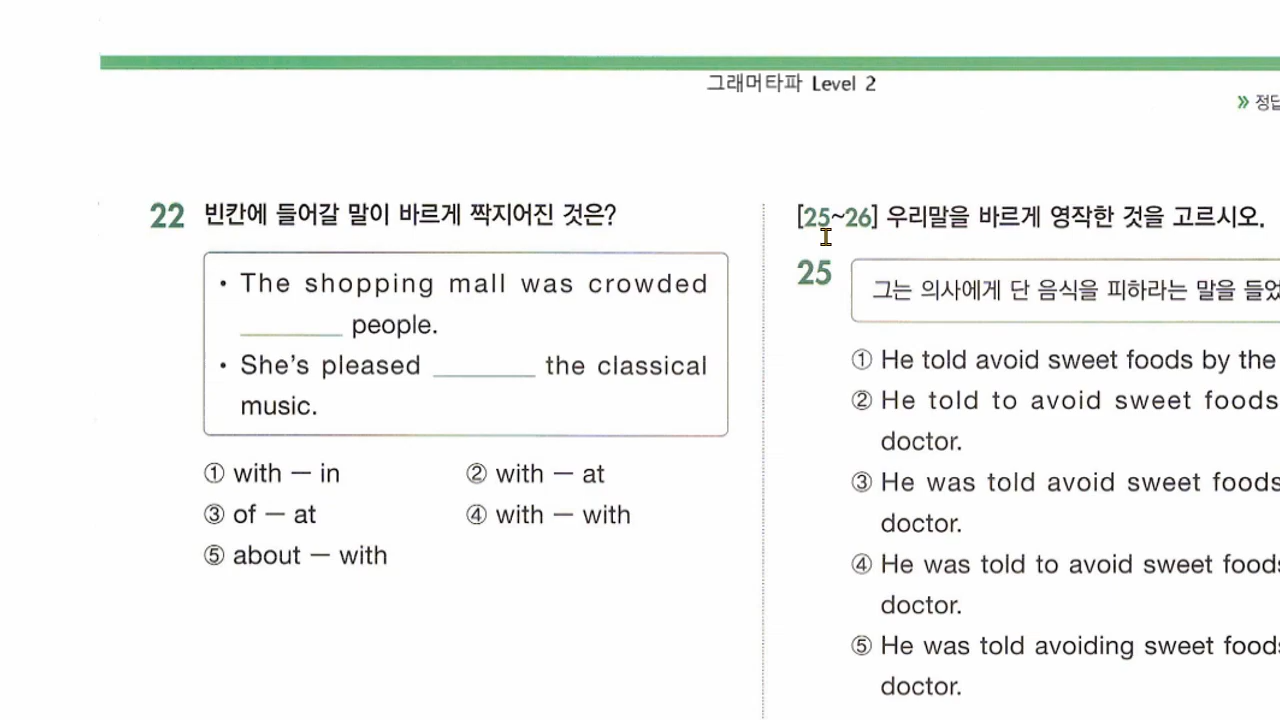 그래머타파 Level 2
» 정답
22 빈칸에 들어갈 말이 바르게 짝지어진 것은?
• The shopping mall was crowded
________ people.
• She's pleased ________ the classical
music.
① with — in ② with — at
③ of — at ④ with — with
⑤ about — with
[25~26] 우리말을 바르게 영작한 것을 고르시오.
25 그는 의사에게 단 음식을 피하라는 말을 들었
① He told avoid sweet foods by the
② He told to avoid sweet foods
doctor.
③ He was told avoid sweet foods
doctor.
④ He was told to avoid sweet foods
doctor.
⑤ He was told avoiding sweet foods
doctor.